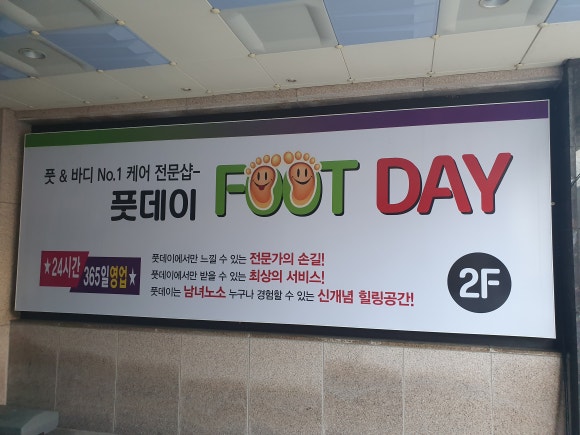 풋 & 바디 No.1 케어 전문샵-
풋데이 FOOT DAY
★24시간
365일영업★
풋데이에서만 느낄 수 있는 전문가의 손길!
풋데이에서만 받을 수 있는 최상의 서비스!
풋데이는 남녀노소 누구나 경험할 수 있는 신개념 힐링공간!
2F